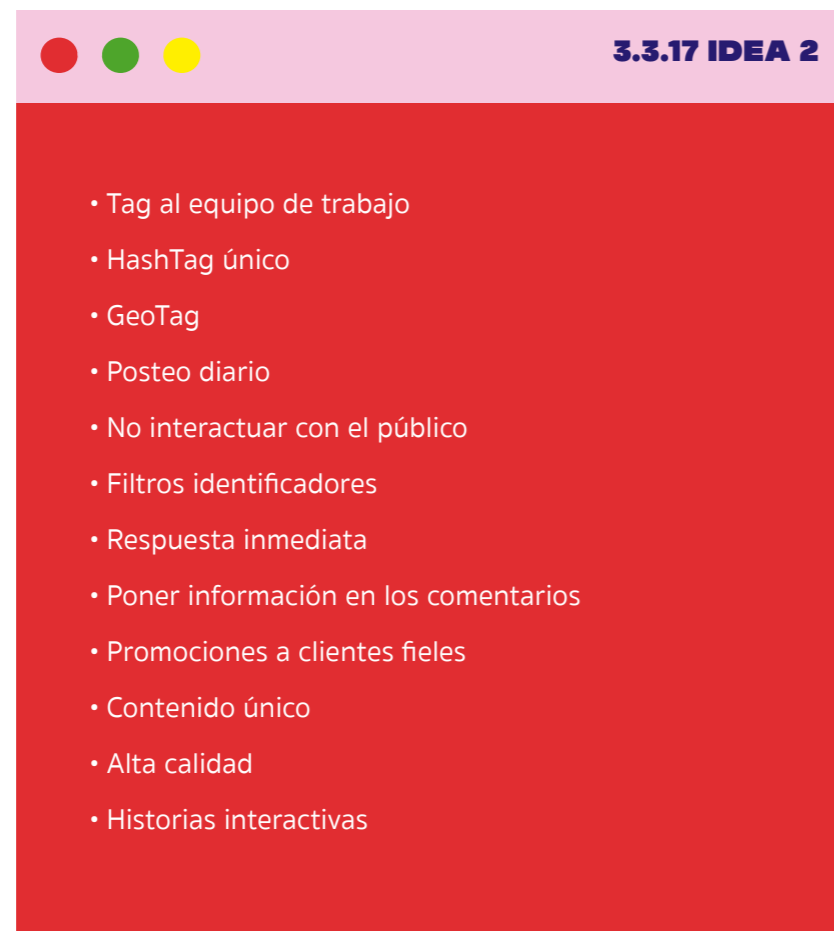 3.3.17 IDEA 2
• Tag al equipo de trabajo
• HashTag único
• GeoTag
• Posteo diario
• No interactuar con el público
• Filtros identificadores
• Respuesta inmediata
• Poner información en los comentarios
• Promociones a clientes fieles
• Contenido único
• Alta calidad
• Historias interactivas